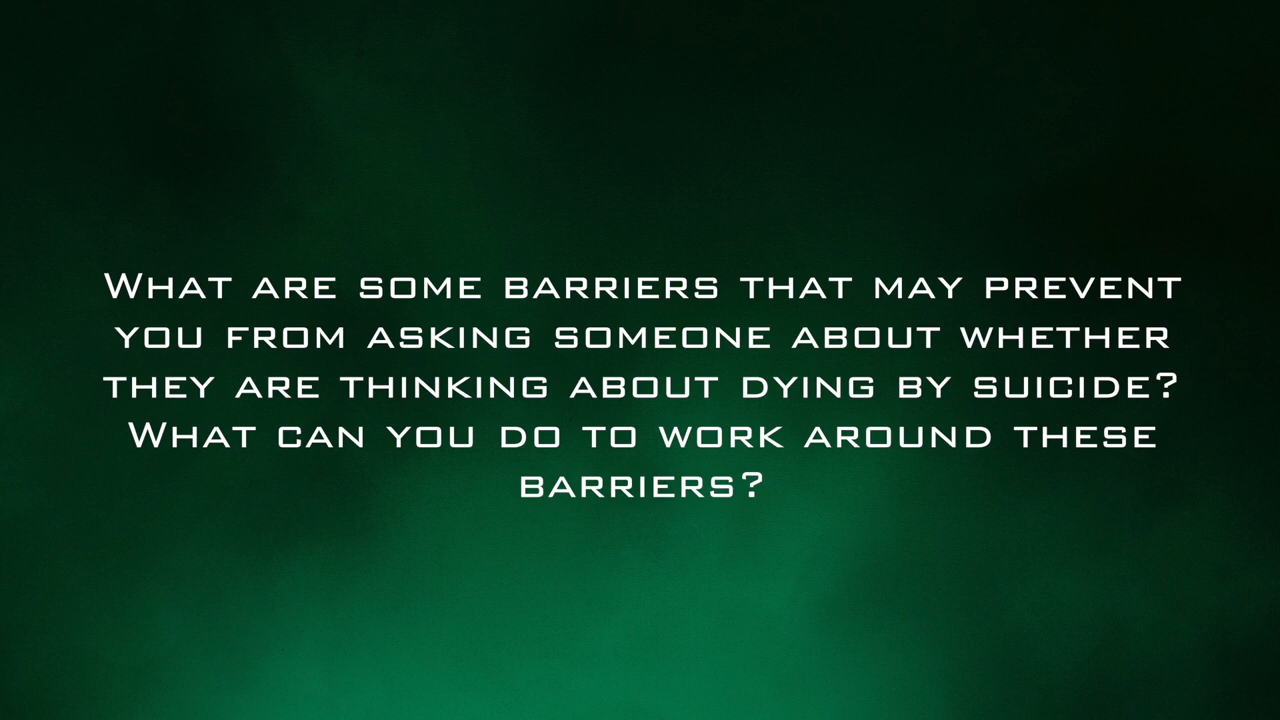 What are some barriers that may prevent
you from asking someone about whether
they are thinking about dying by suicide?
What can you do to work around these
barriers?